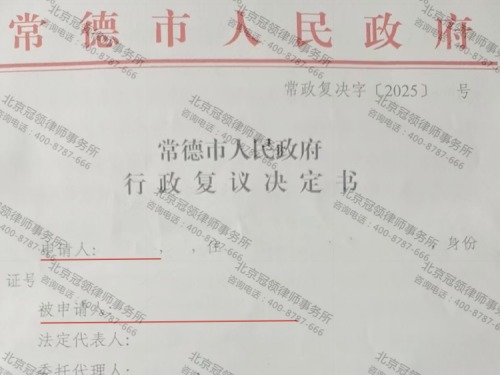 常德市人民政府
常政复决字〔2025〕 号
常德市人民政府
行政复议决定书
申请人： ， ，住 ，身份
证号
被申请人：
法定代表人：
委托代理人：
北京冠领律师事务所
咨询电话：400-8787-666